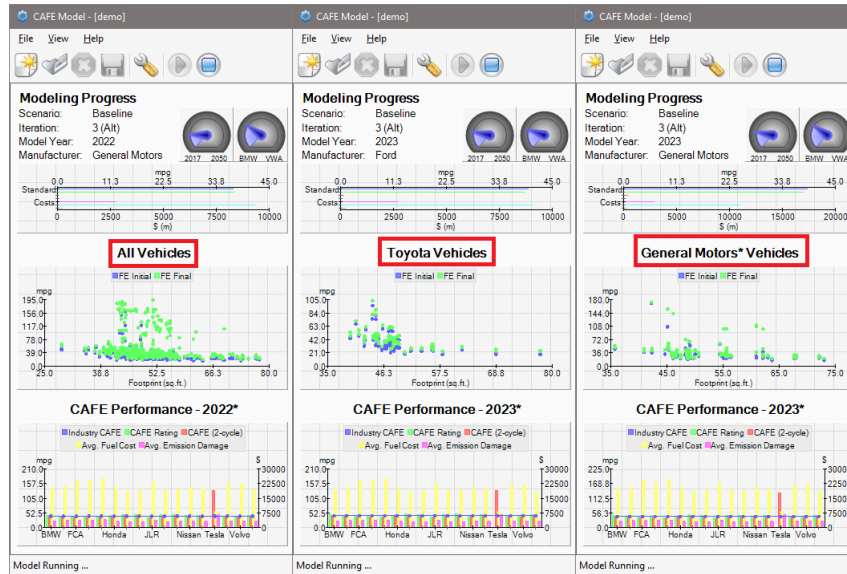 CAFE Model - [demo]
File View Help
Modeling Progress
Scenario: Baseline
Iteration: 3 (Alt)
Model Year: 2022
Manufacturer: General Motors
2017 2050 BMW VWA
mpg
0.0 11.3 22.5 33.8 45.0
Standard
Costs
0 2500 5000 7500 10000
$ (m)
All Vehicles
FE Initial FE Final
mpg
195.0
156.0
117.0
78.0
39.0
0.0
25.0 38.8 52.5 66.3 80.0
Footprint (sq.ft.)
CAFE Performance - 2022*
Industry CAFE CAFE Rating CAFE (2-cycle)
Avg. Fuel Cost Avg. Emission Damage
mpg $
210.0 30000
157.5 22500
105.0 15000
52.5 7500
0.0 0
BMW FCA Honda JLR Nissan Tesla Volvo
Model Running ...
CAFE Model - [demo]
File View Help
Modeling Progress
Scenario: Baseline
Iteration: 3 (Alt)
Model Year: 2023
Manufacturer: Ford
2017 2050 BMW VWA
mpg
0.0 11.3 22.5 33.8 45.0
Standard
Costs
0 2500 5000 7500 10000
$ (m)
Toyota Vehicles
FE Initial FE Final
mpg
105.0
84.0
63.0
42.0
21.0
0.0
35.0 46.3 57.5 68.8 80.0
Footprint (sq.ft.)
CAFE Performance - 2023*
Industry CAFE CAFE Rating CAFE (2-cycle)
Avg. Fuel Cost Avg. Emission Damage
mpg $
210.0 30000
157.5 22500
105.0 15000
52.5 7500
0.0 0
BMW FCA Honda JLR Nissan Tesla Volvo
Model Running ...
CAFE Model - [demo]
File View Help
Modeling Progress
Scenario: Baseline
Iteration: 3 (Alt)
Model Year: 2023
Manufacturer: General Motors
2017 2050 BMW VWA
mpg
0.0 11.3 22.5 33.8 45.0
Standard
Costs
0 5000 10000 15000 20000
$ (m)
General Motors* Vehicles
FE Initial FE Final
mpg
180.0
144.0
108.0
72.0
36.0
0.0
35.0 45.0 55.0 65.0 75.0
Footprint (sq.ft.)
CAFE Performance - 2023*
Industry CAFE CAFE Rating CAFE (2-cycle)
Avg. Fuel Cost Avg. Emission Damage
mpg $
225.0 30000
168.8 22500
112.5 15000
56.3 7500
0.0 0
BMW FCA Honda JLR Nissan Tesla Volvo
Model Running ...